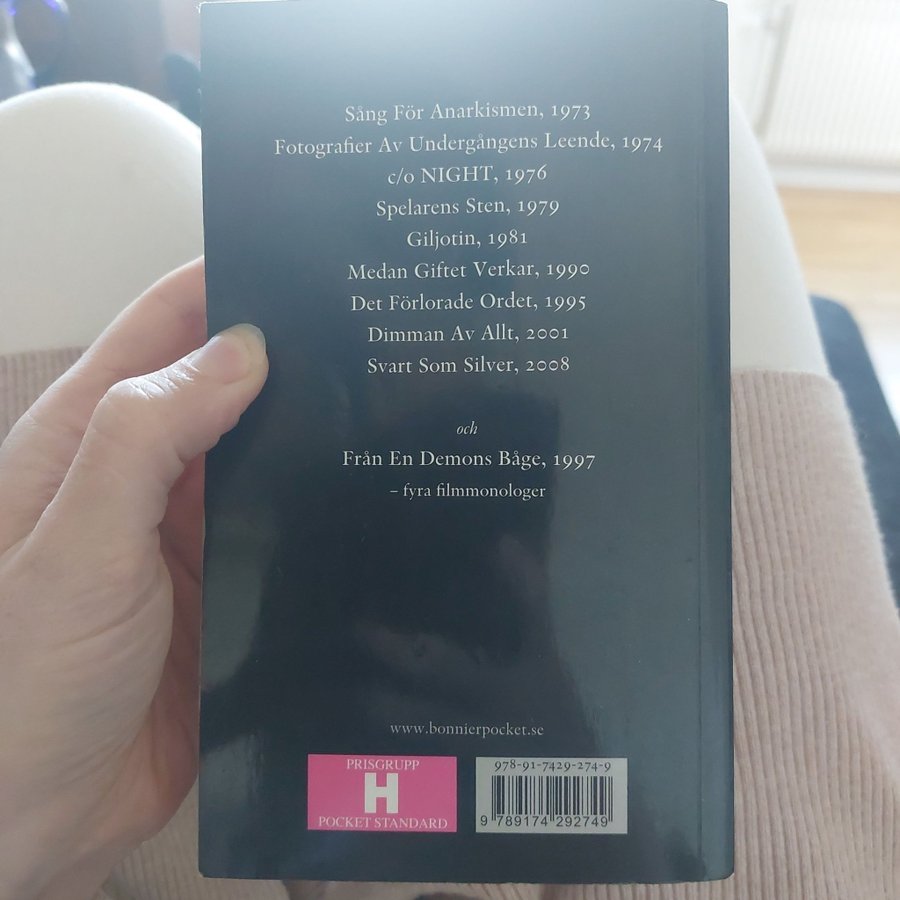 Sång För Anarkismen, 1973
Fotografier Av Undergångens Leende, 1974
c/o NIGHT, 1976
Spelarens Sten, 1979
Giljotin, 1981
Medan Giftet Verkar, 1990
Det Förlorade Ordet, 1995
Dimman Av Allt, 2001
Svart Som Silver, 2008
och
Från En Demons Båge, 1997
– fyra filmmonologer
www.bonnierpocket.se
PRISGRUPP
H
POCKET STANDARD
978-91-7429-274-9
9 789174 292749